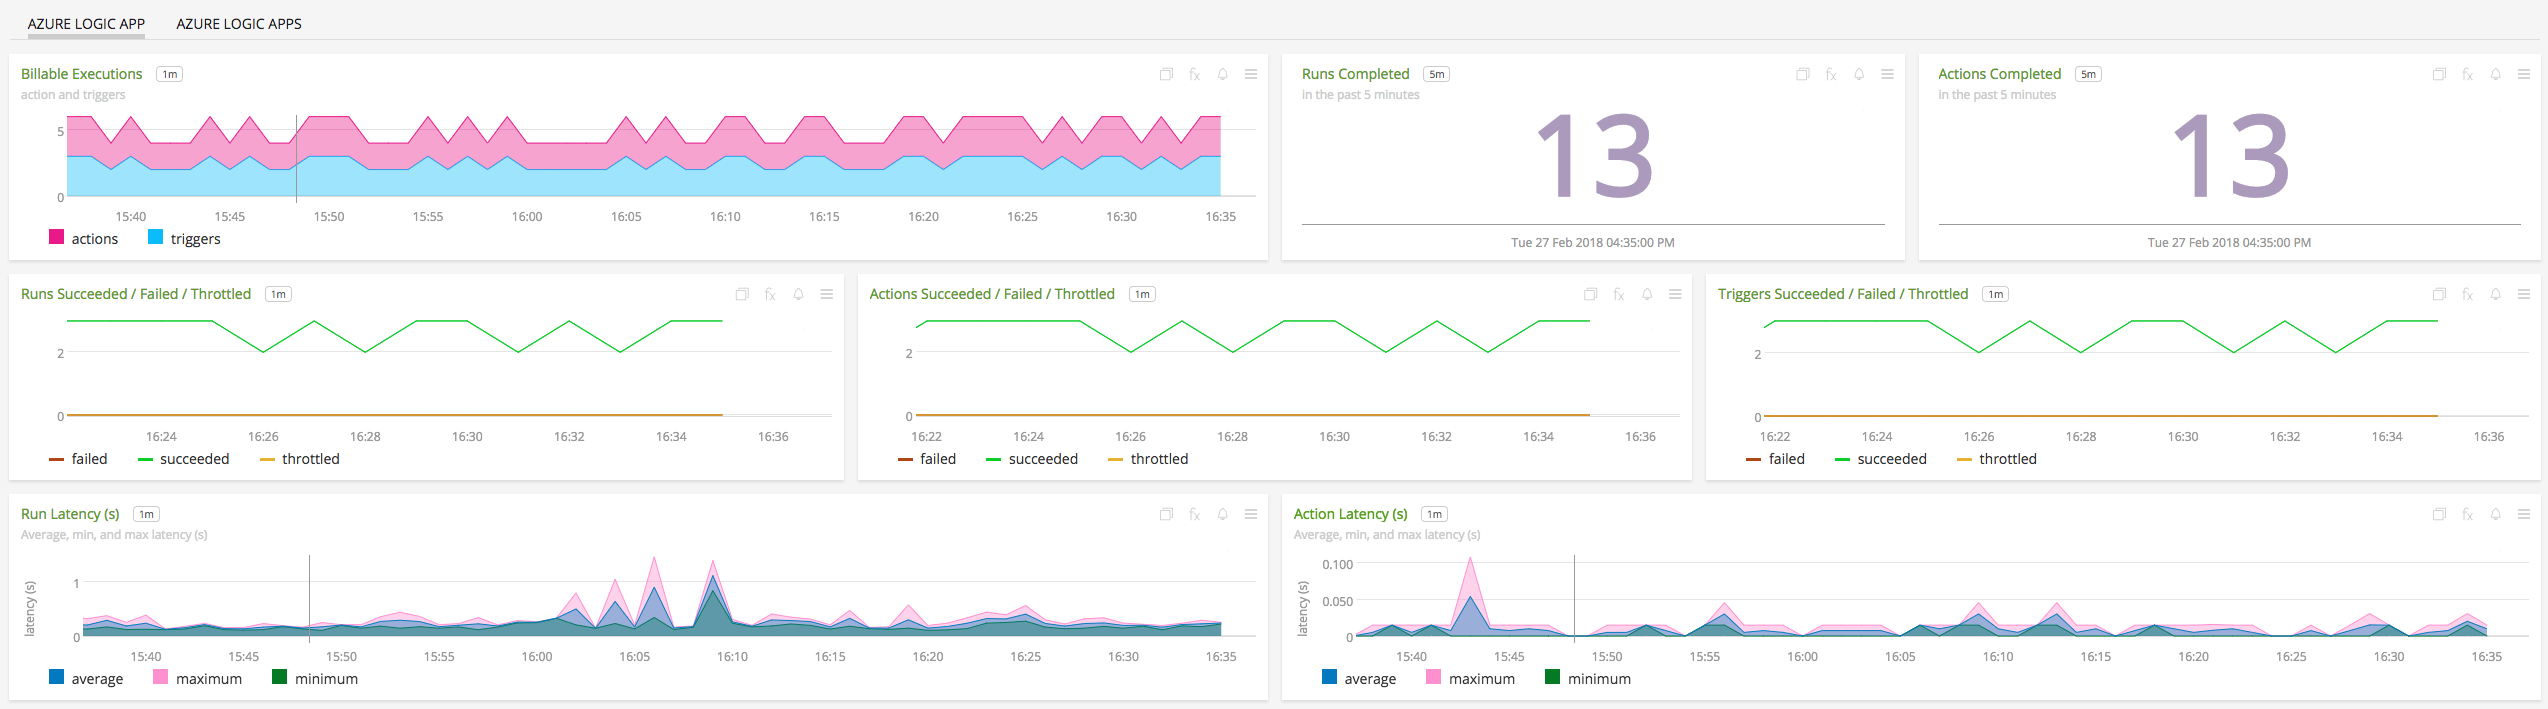 AZURE LOGIC APP AZURE LOGIC APPS
Billable Executions 1m
action and triggers
5
0
15:40 15:45 15:50 15:55 16:00 16:05 16:10 16:15 16:20 16:25 16:30 16:35
actions triggers
fx
Runs Completed 5m
in the past 5 minutes
13
Tue 27 Feb 2018 04:35:00 PM
fx
Actions Completed 5m
in the past 5 minutes
13
Tue 27 Feb 2018 04:35:00 PM
fx
Runs Succeeded / Failed / Throttled 1m
fx
2
0
16:24 16:26 16:28 16:30 16:32 16:34 16:36
failed succeeded throttled
Actions Succeeded / Failed / Throttled 1m
fx
2
0
16:22 16:24 16:26 16:28 16:30 16:32 16:34 16:36
failed succeeded throttled
Triggers Succeeded / Failed / Throttled 1m
fx
2
0
16:22 16:24 16:26 16:28 16:30 16:32 16:34 16:36
failed succeeded throttled
Run Latency (s) 1m
fx
Average, min, and max latency (s)
latency (s)
1
0
15:40 15:45 15:50 15:55 16:00 16:05 16:10 16:15 16:20 16:25 16:30 16:35
average maximum minimum
Action Latency (s) 1m
fx
Average, min, and max latency (s)
latency (s)
0.100
0.050
0
15:40 15:45 15:50 15:55 16:00 16:05 16:10 16:15 16:20 16:25 16:30 16:35
average maximum minimum